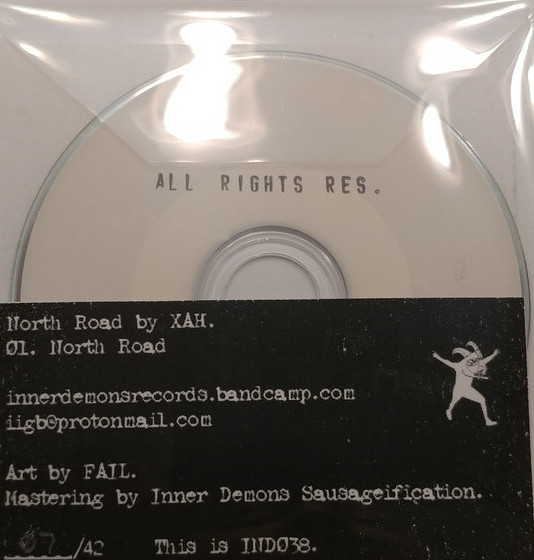 ALL RIGHTS RES.
North Road by XAH.
Ø1. North Road
innerdemonsrecords.bandcamp.com
iigb@protonmail.com
Art by FAIL.
Mastering by Inner Demons Sausageification.
/42 This is INDØ38.